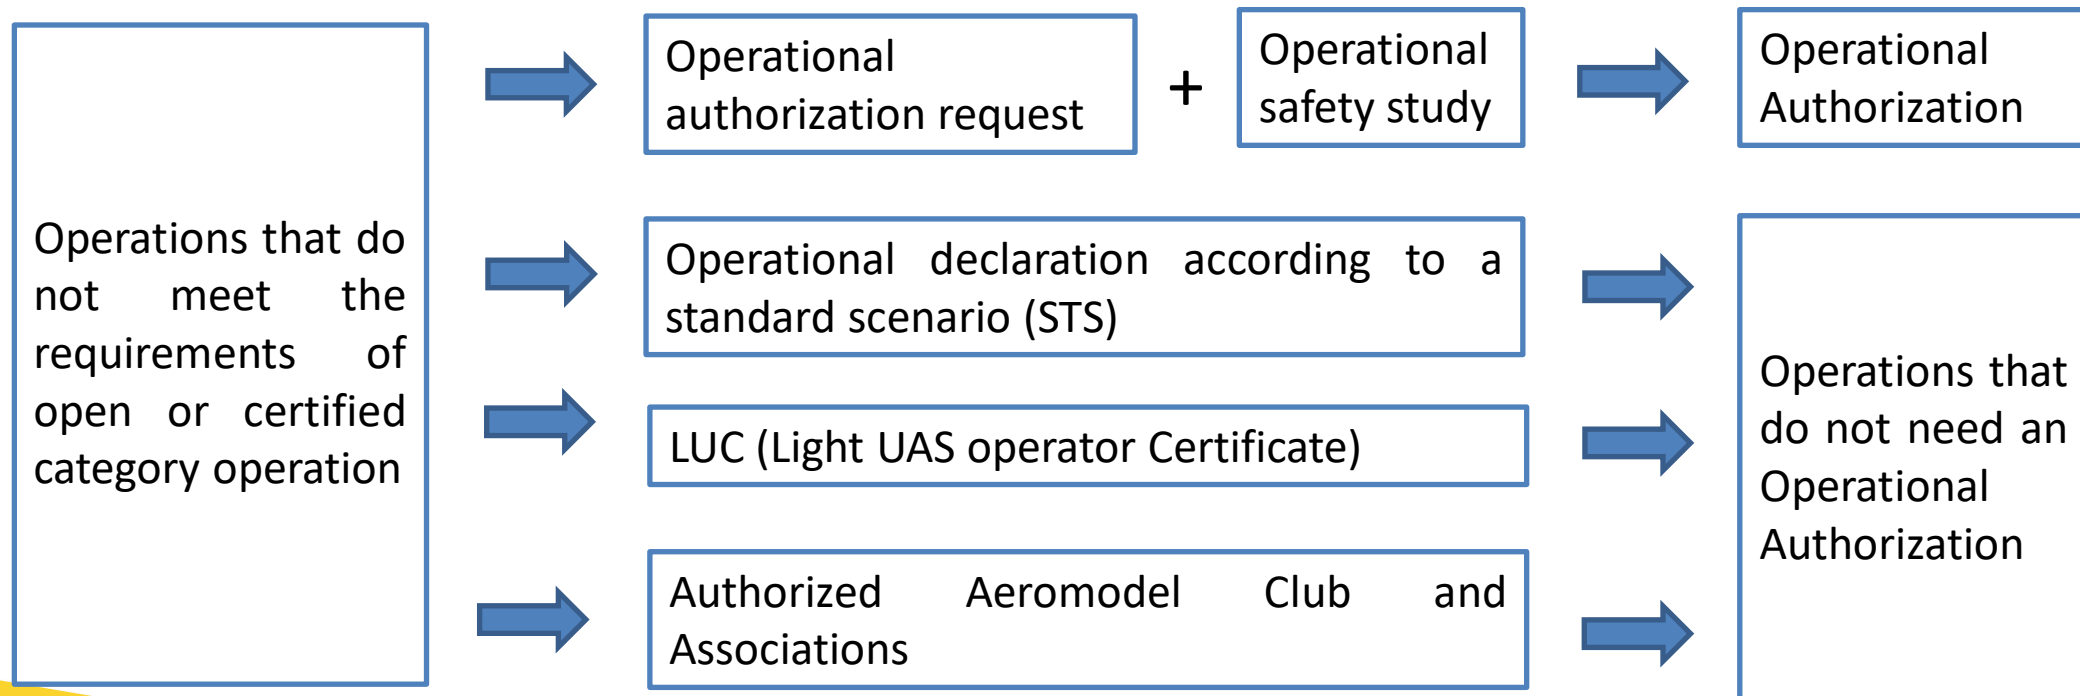 Operations that do
not meet the
requirements of
open or certified
category operation
Operational
authorization request
+
Operational
safety study
Operational
Authorization
Operational declaration according to a
standard scenario (STS)
LUC (Light UAS operator Certificate)
Authorized Aeromodel Club and
Associations
Operations that
do not need an
Operational
Authorization